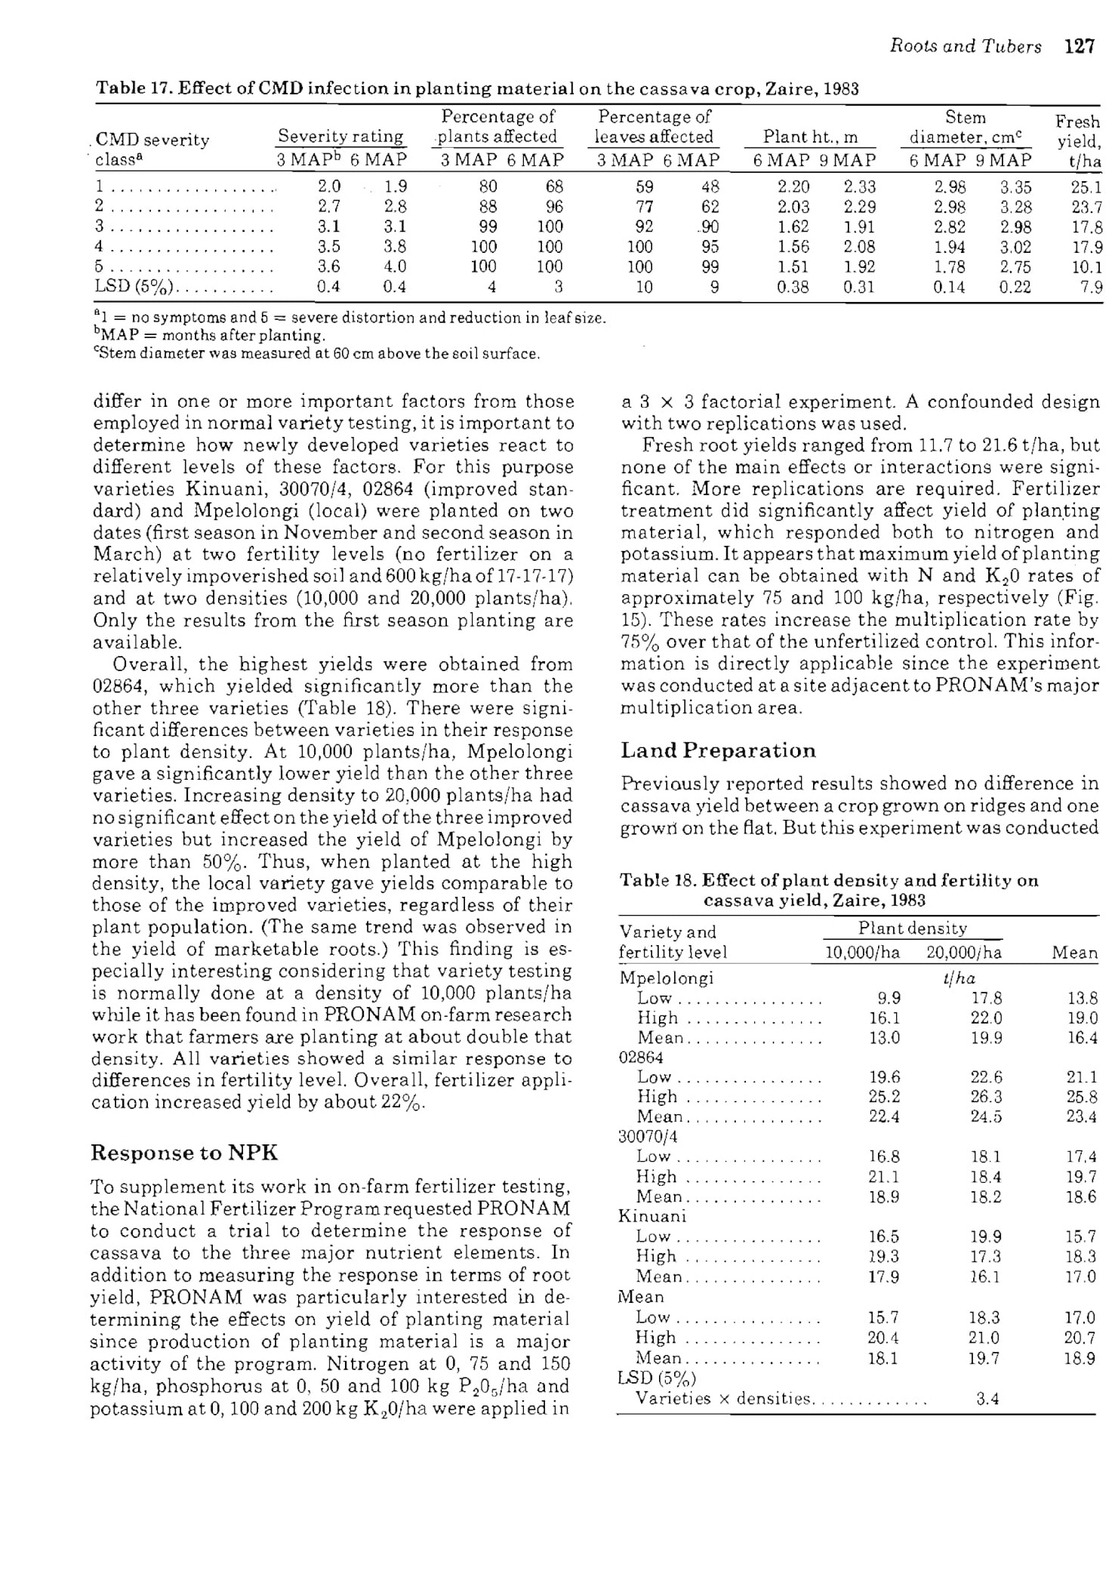 Roots and Tubers 127
Table 17. Effect of CMD infection in planting material on the cassava crop, Zaire, 1983
CMD severity classᵃ | Severity rating | Percentage of plants affected | Percentage of leaves affected | Plant ht., m | Stem diameter, cmᶜ | Fresh yield, t/ha
3 MAPᵇ 6 MAP 3 MAP 6 MAP 3 MAP 6 MAP 6 MAP 9 MAP 6 MAP 9 MAP
1 . . . . . . . . . . . . . . . . . . 2.0 1.9 80 68 59 48 2.20 2.33 2.98 3.35 25.1
2 . . . . . . . . . . . . . . . . . . 2.7 2.8 88 96 77 62 2.03 2.29 2.98 3.28 23.7
3 . . . . . . . . . . . . . . . . . . 3.1 3.1 99 100 92 90 1.62 1.91 2.82 2.98 17.8
4 . . . . . . . . . . . . . . . . . . 3.5 3.8 100 100 100 95 1.56 2.08 1.94 3.02 17.9
5 . . . . . . . . . . . . . . . . . . 3.6 4.0 100 100 100 99 1.51 1.92 1.78 2.75 10.1
LSD (5%). . . . . . . . . . . 0.4 0.4 4 3 10 9 0.38 0.31 0.14 0.22 7.9
ᵃ1 = no symptoms and 5 = severe distortion and reduction in leaf size.
ᵇMAP = months after planting.
ᶜStem diameter was measured at 60 cm above the soil surface.
differ in one or more important factors from those
employed in normal variety testing, it is important to
determine how newly developed varieties react to
different levels of these factors. For this purpose
varieties Kinuani, 30070/4, 02864 (improved stan-
dard) and Mpelolongi (local) were planted on two
dates (first season in November and second season in
March) at two fertility levels (no fertilizer on a
relatively impoverished soil and 600 kg/ha of 17-17-17)
and at two densities (10,000 and 20,000 plants/ha).
Only the results from the first season planting are
available.
Overall, the highest yields were obtained from
02864, which yielded significantly more than the
other three varieties (Table 18). There were signi-
ficant differences between varieties in their response
to plant density. At 10,000 plants/ha, Mpelolongi
gave a significantly lower yield than the other three
varieties. Increasing density to 20,000 plants/ha had
no significant effect on the yield of the three improved
varieties but increased the yield of Mpelolongi by
more than 50%. Thus, when planted at the high
density, the local variety gave yields comparable to
those of the improved varieties, regardless of their
plant population. (The same trend was observed in
the yield of marketable roots.) This finding is es-
pecially interesting considering that variety testing
is normally done at a density of 10,000 plants/ha
while it has been found in PRONAM on-farm research
work that farmers are planting at about double that
density. All varieties showed a similar response to
differences in fertility level. Overall, fertilizer appli-
cation increased yield by about 22%.
Response to NPK
To supplement its work in on-farm fertilizer testing,
the National Fertilizer Program requested PRONAM
to conduct a trial to determine the response of
cassava to the three major nutrient elements. In
addition to measuring the response in terms of root
yield, PRONAM was particularly interested in de-
termining the effects on yield of planting material
since production of planting material is a major
activity of the program. Nitrogen at 0, 75 and 150
kg/ha, phosphorus at 0, 50 and 100 kg P₂0₅/ha and
potassium at 0, 100 and 200 kg K₂0/ha were applied in
a 3 × 3 factorial experiment. A confounded design
with two replications was used.
Fresh root yields ranged from 11.7 to 21.6 t/ha, but
none of the main effects or interactions were signi-
ficant. More replications are required. Fertilizer
treatment did significantly affect yield of planting
material, which responded both to nitrogen and
potassium. It appears that maximum yield of planting
material can be obtained with N and K₂0 rates of
approximately 75 and 100 kg/ha, respectively (Fig.
15). These rates increase the multiplication rate by
75% over that of the unfertilized control. This infor-
mation is directly applicable since the experiment
was conducted at a site adjacent to PRONAM's major
multiplication area.
Land Preparation
Previously reported results showed no difference in
cassava yield between a crop grown on ridges and one
grown on the flat. But this experiment was conducted
Table 18. Effect of plant density and fertility on
cassava yield, Zaire, 1983
Variety and Plant density
fertility level 10,000/ha 20,000/ha Mean
Mpelolongi t/ha
Low . . . . . . . . . . . . . . . . 9.9 17.8 13.8
High . . . . . . . . . . . . . . . 16.1 22.0 19.0
Mean. . . . . . . . . . . . . . . 13.0 19.9 16.4
02864
Low . . . . . . . . . . . . . . . . 19.6 22.6 21.1
High . . . . . . . . . . . . . . . 25.2 26.3 25.8
Mean. . . . . . . . . . . . . . . 22.4 24.5 23.4
30070/4
Low . . . . . . . . . . . . . . . . 16.8 18.1 17.4
High . . . . . . . . . . . . . . . 21.1 18.4 19.7
Mean. . . . . . . . . . . . . . . 18.9 18.2 18.6
Kinuani
Low . . . . . . . . . . . . . . . . 16.5 19.9 15.7
High . . . . . . . . . . . . . . . 19.3 17.3 18.3
Mean. . . . . . . . . . . . . . . 17.9 16.1 17.0
Mean
Low . . . . . . . . . . . . . . . . 15.7 18.3 17.0
High . . . . . . . . . . . . . . . 20.4 21.0 20.7
Mean. . . . . . . . . . . . . . . 18.1 19.7 18.9
LSD (5%)
Varieties × densities. . . . . . . . . . . . . 3.4